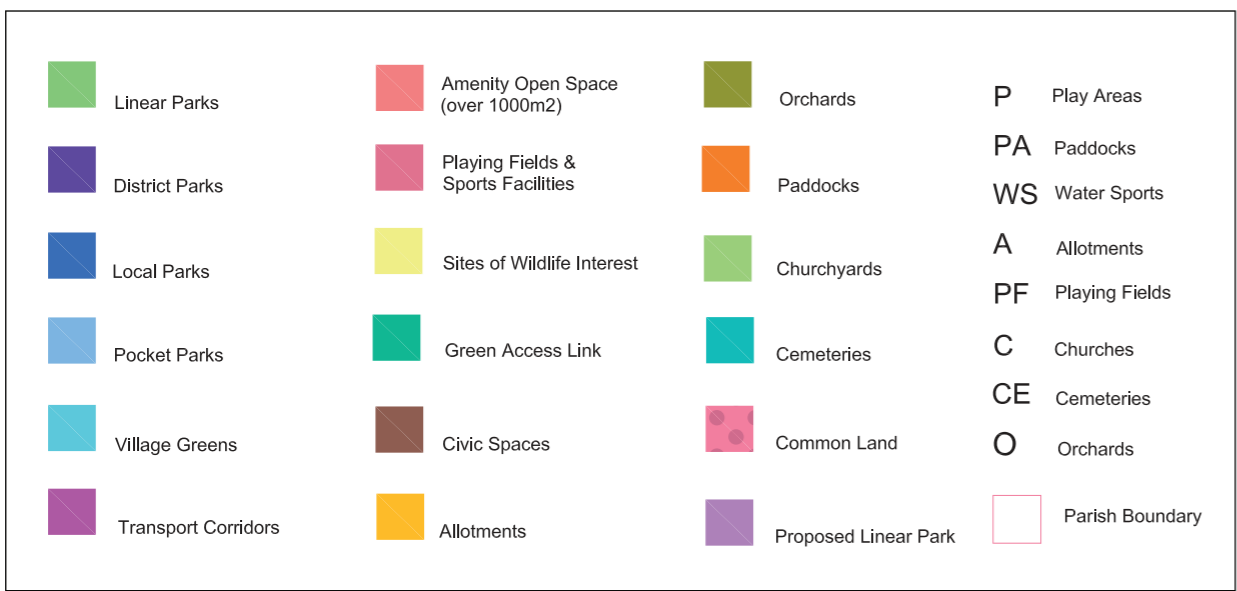 Linear Parks
District Parks
Local Parks
Pocket Parks
Village Greens
Transport Corridors
Amenity Open Space
(over 1000m2)
Playing Fields &
Sports Facilities
Sites of Wildlife Interest
Green Access Link
Civic Spaces
Allotments
Orchards
Paddocks
Churchyards
Cemeteries
Common Land
Proposed Linear Park
P Play Areas
PA Paddocks
WS Water Sports
A Allotments
PF Playing Fields
C Churches
CE Cemeteries
O Orchards
Parish Boundary